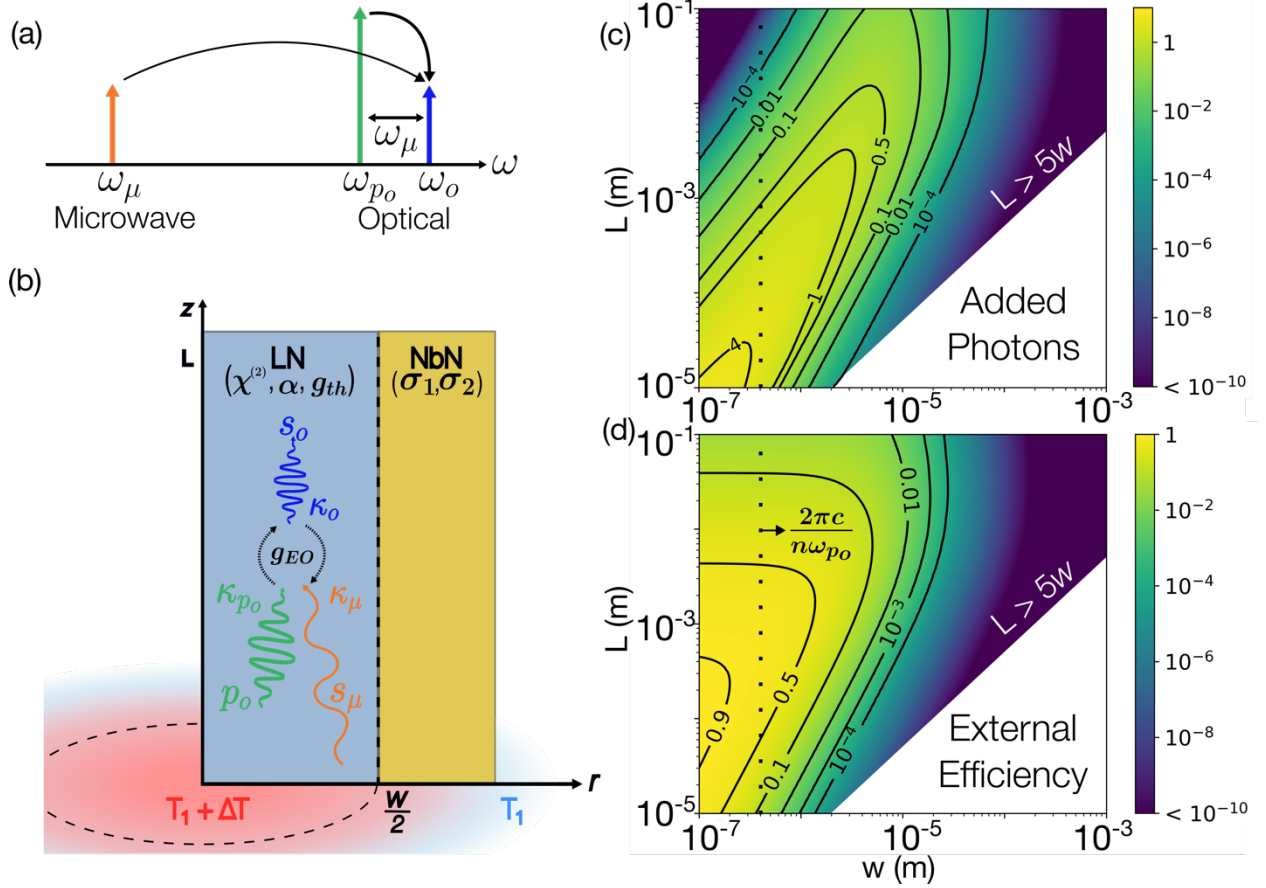 (a)
ω_μ
ω_μ
ω_{p_o}
ω_o
ω
Microwave
Optical
(b)
z
L
LN
(χ^{(2)}, α, g_{th})
NbN
(σ_1,σ_2)
s_o
κ_o
g_{EO}
κ_{p_o}
κ_μ
p_o
s_μ
T_1 + ΔT
W/2
T_1
r
(c)
L (m)
10^{-1}
10^{-3}
10^{-5}
10^{-4}
0.01
0.1
0.5
0.1
0.01
10^{-4}
1
4
L > 5w
Added
Photons
10^{-7}
10^{-5}
10^{-3}
1
10^{-2}
10^{-4}
10^{-6}
10^{-8}
< 10^{-10}
(d)
L (m)
10^{-1}
10^{-3}
10^{-5}
0.01
2πc/nω_{p_o}
10^{-3}
0.5
0.9
0.1
10^{-4}
L > 5w
External
Efficiency
10^{-7}
10^{-5}
10^{-3}
w (m)
1
10^{-2}
10^{-4}
10^{-6}
10^{-8}
< 10^{-10}